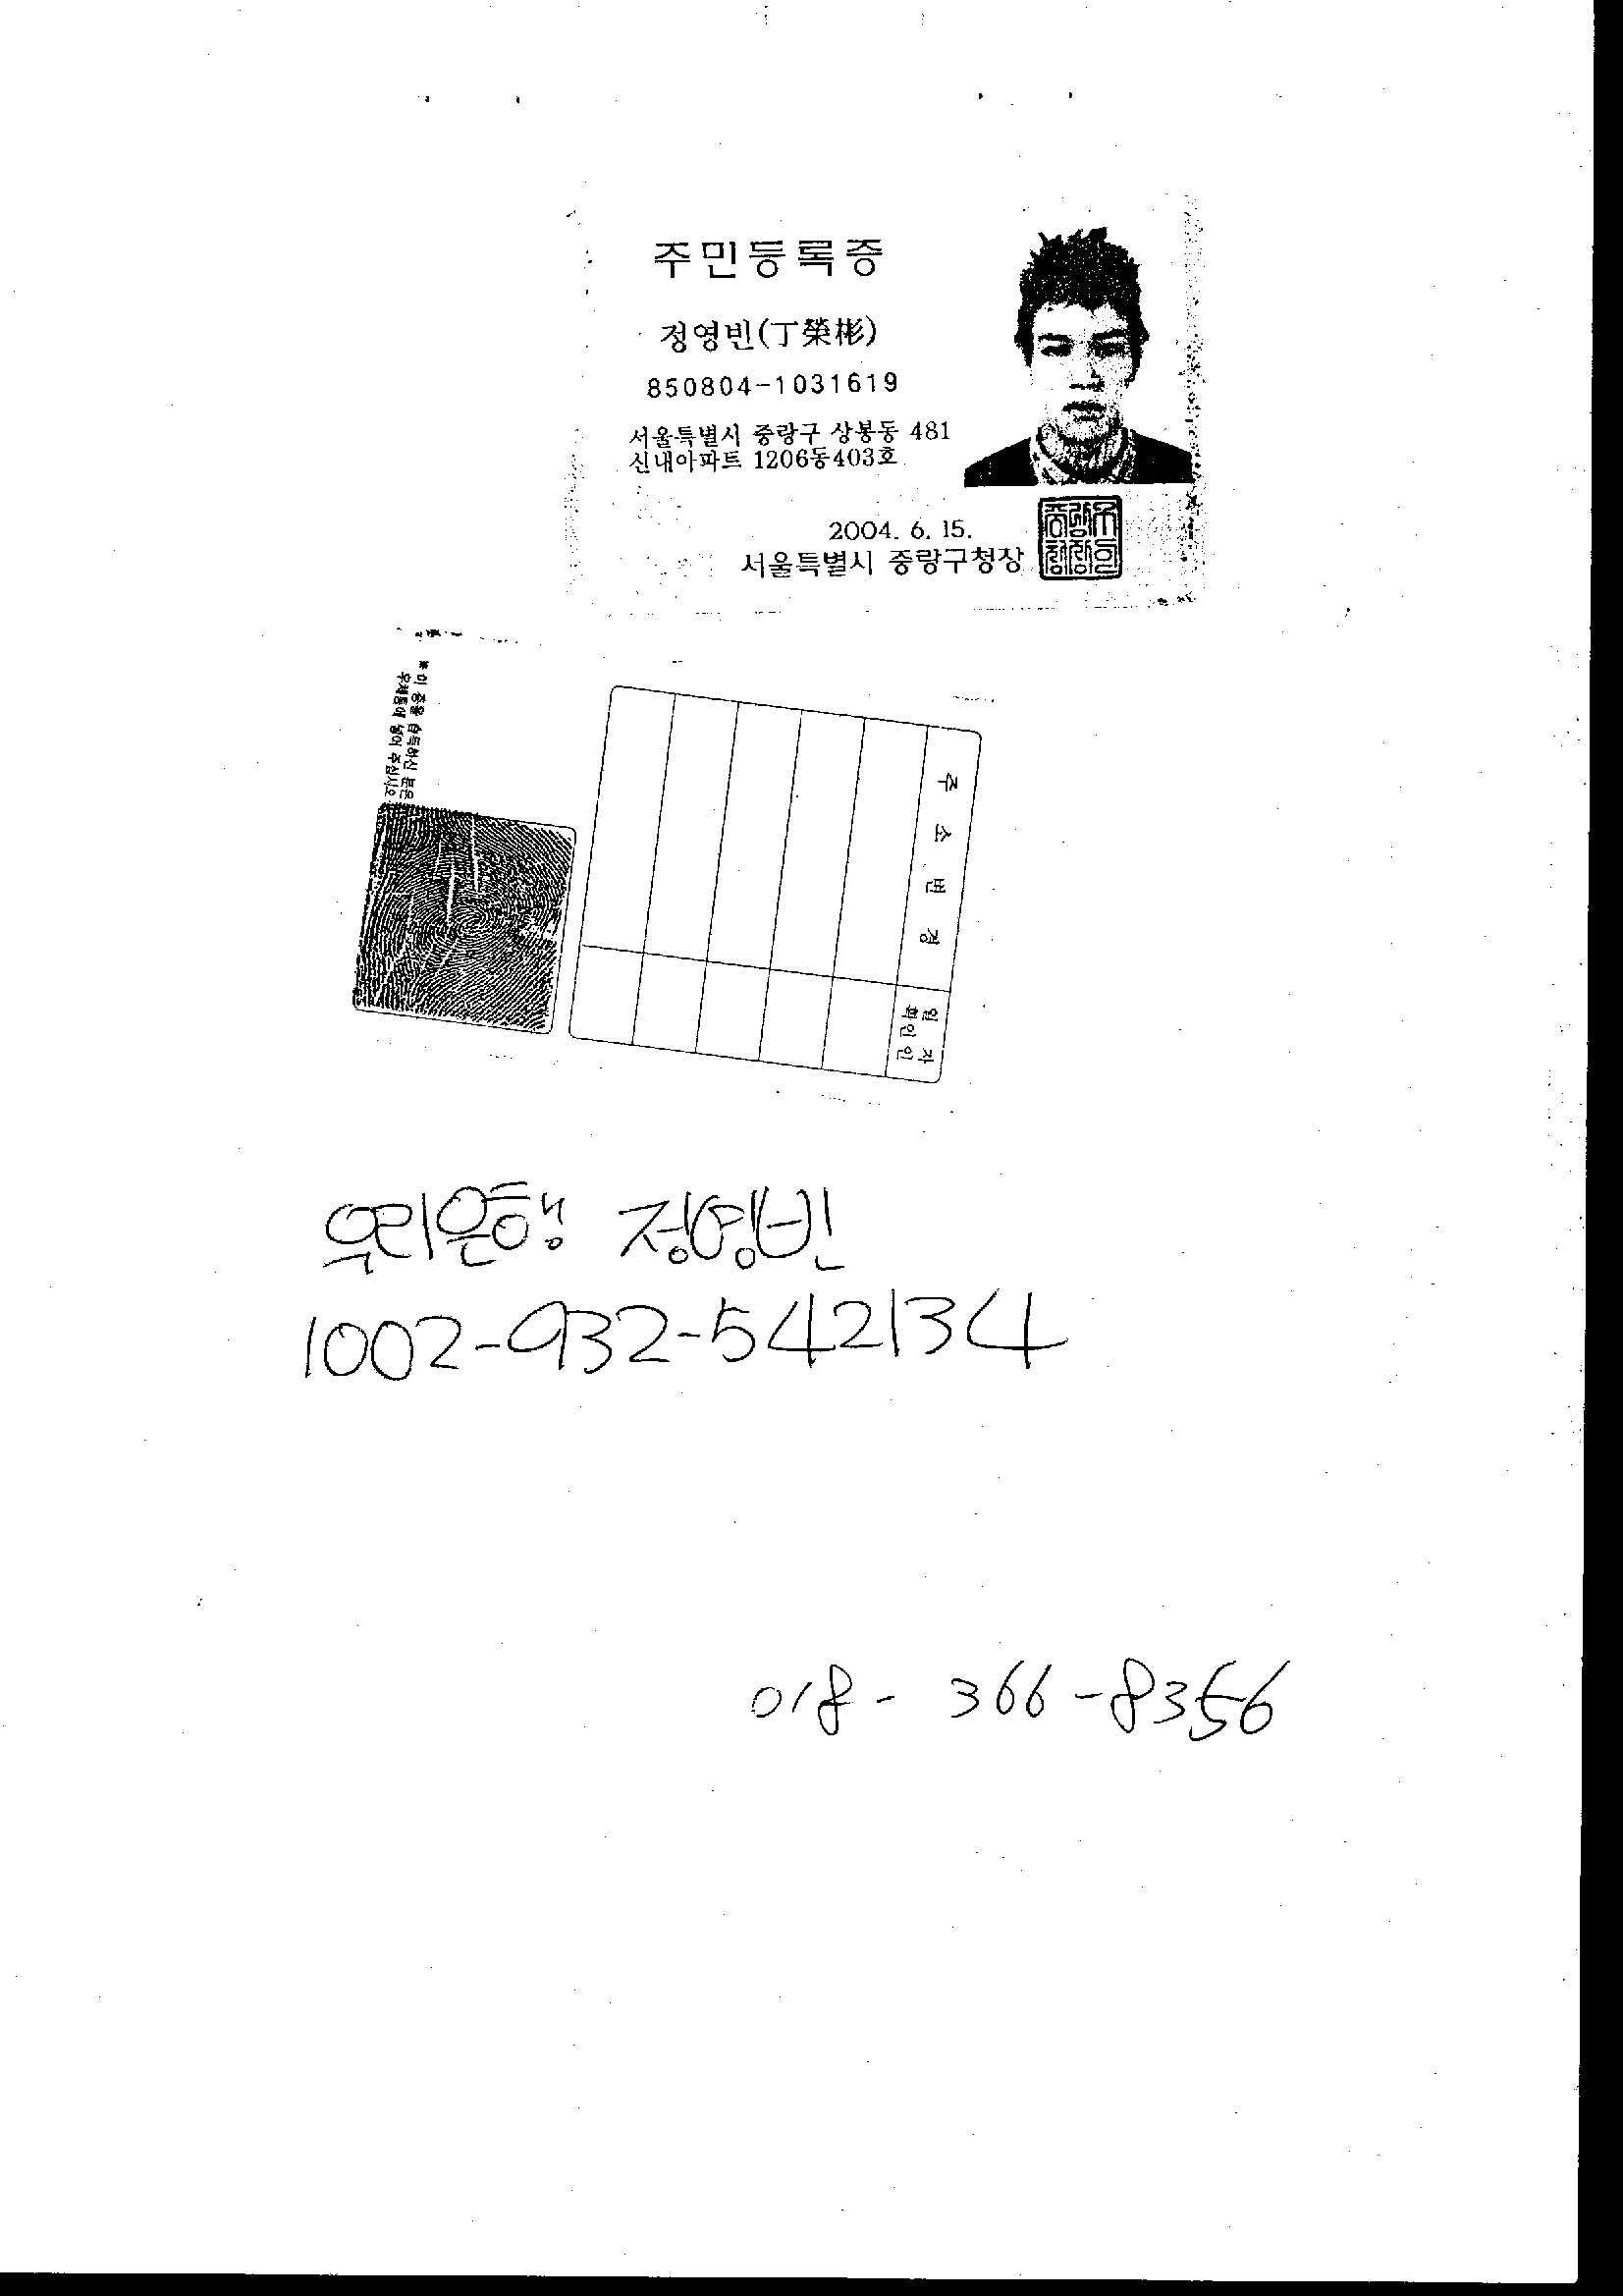 주민등록증
정영빈(丁榮彬)
850804-1031619
서울특별시 중랑구 상봉동 481
신내아파트 1206동403호
2004. 6. 15.
서울특별시 중랑구청장
※ 이 증을 습득하신 분은
우체통에 넣어 주십시오
주 소 변 경
일 자
확인인
우리은행 정영빈
1002-932-542134
018-366-8356